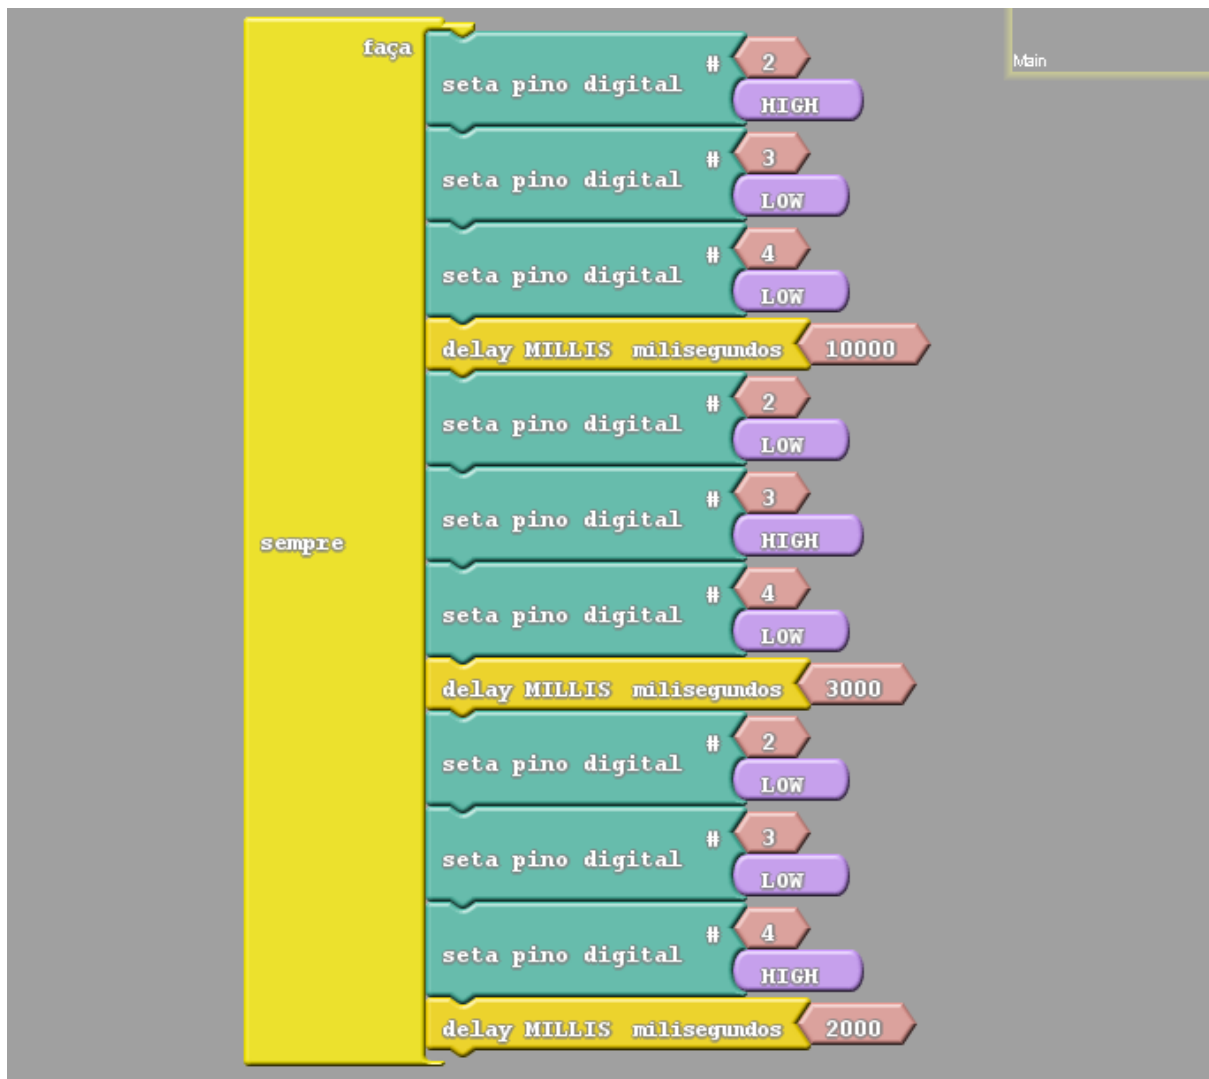 faça
Main
seta pino digital # 2
HIGH
seta pino digital # 3
LOW
seta pino digital # 4
LOW
delay MILLIS milisegundos 10000
seta pino digital # 2
LOW
seta pino digital # 3
HIGH
sempre
seta pino digital # 4
LOW
delay MILLIS milisegundos 3000
seta pino digital # 2
LOW
seta pino digital # 3
LOW
seta pino digital # 4
HIGH
delay MILLIS milisegundos 2000